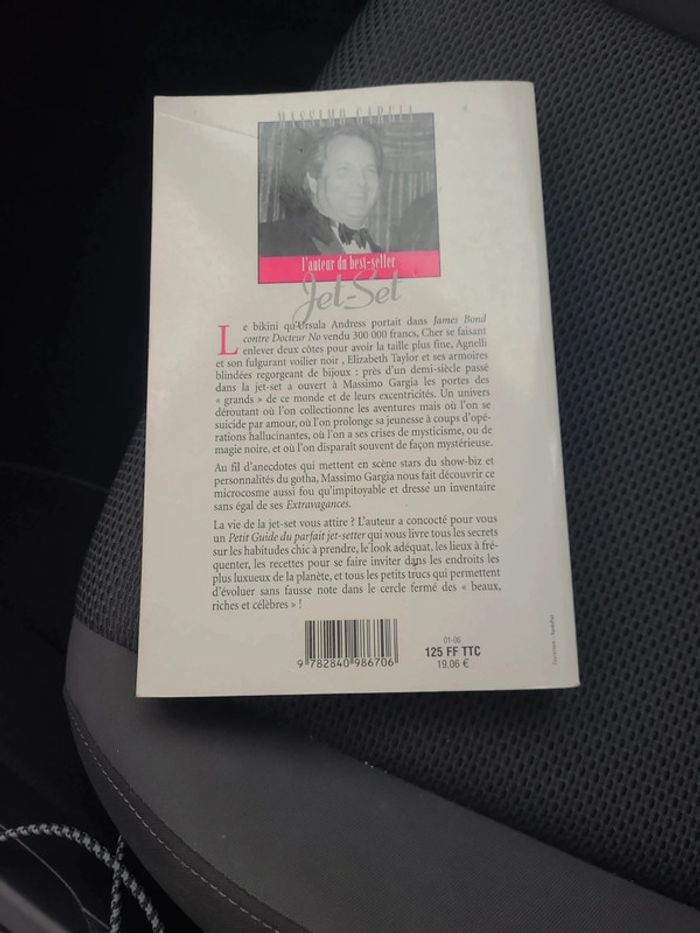 MASSIMO GARGIA
l'auteur du best-seller
Jet-Set
Le bikini qu'Ursula Andress portait dans James Bond
contre Docteur No vendu 300 000 francs, Cher se faisant
enlever deux côtes pour avoir la taille plus fine, Agnelli
et son fulgurant voilier noir , Elizabeth Taylor et ses armoires
blindées regorgeant de bijoux : près d'un demi-siècle passé
dans la jet-set a ouvert à Massimo Gargia les portes des
« grands » de ce monde et de leurs excentricités. Un univers
déroutant où l'on collectionne les aventures mais où l'on se
suicide par amour, où l'on prolonge sa jeunesse à coups d'opé-
rations hallucinantes, où l'on a ses crises de mysticisme, ou de
magie noire, et où l'on disparaît souvent de façon mystérieuse.
Au fil d'anecdotes qui mettent en scène stars du show-biz et
personnalités du gotha, Massimo Gargia nous fait découvrir ce
microcosme aussi fou qu'impitoyable et dresse un inventaire
sans égal de ses Extravagances.
La vie de la jet-set vous attire ? L'auteur a concocté pour vous
un Petit Guide du parfait jet-setter qui vous livre tous les secrets
sur les habitudes chic à prendre, le look adéquat, les lieux à fré-
quenter, les recettes pour se faire inviter dans les endroits les
plus luxueux de la planète, et tous les petits trucs qui permettent
d'évoluer sans fausse note dans le cercle fermé des « beaux,
riches et célèbres » !
01-06
125 FF TTC
19.06 €
9 782840 986706